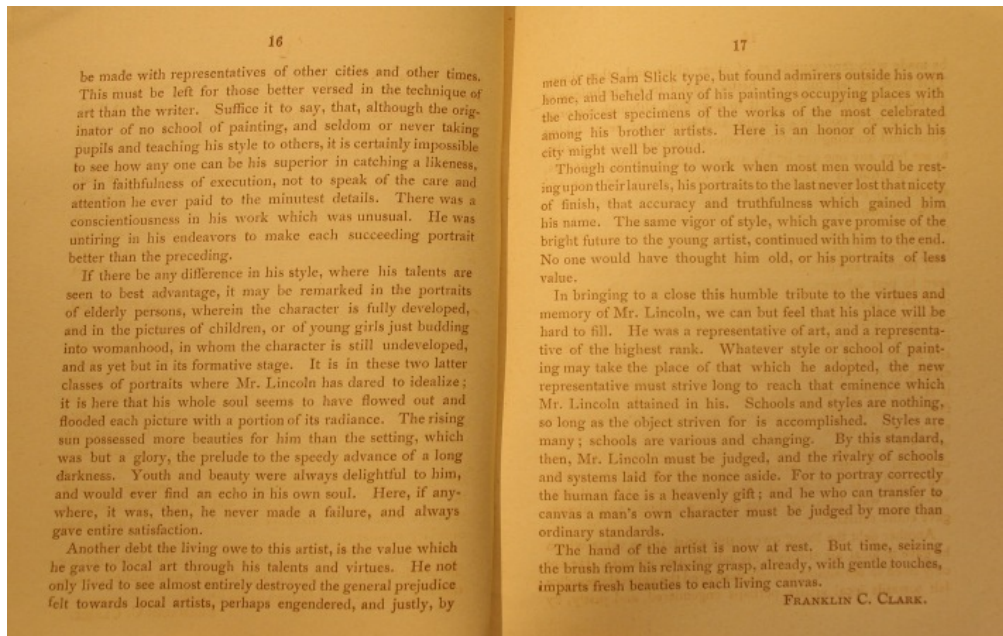 16
be made with representatives of other cities and other times.
This must be left for those better versed in the technique of
art than the writer. Suffice it to say, that, although the orig-
inator of no school of painting, and seldom or never taking
pupils and teaching his style to others, it is certainly impossible
to see how any one can be his superior in catching a likeness,
or in faithfulness of execution, not to speak of the care and
attention he ever paid to the minutest details. There was a
conscientiousness in his work which was unusual. He was
untiring in his endeavors to make each succeeding portrait
better than the preceding.
If there be any difference in his style, where his talents are
seen to best advantage, it may be remarked in the portraits
of elderly persons, wherein the character is fully developed,
and in the pictures of children, or of young girls just budding
into womanhood, in whom the character is still undeveloped,
and as yet but in its formative stage. It is in these two latter
classes of portraits where Mr. Lincoln has dared to idealize;
it is here that his whole soul seems to have flowed out and
flooded each picture with a portion of its radiance. The rising
sun possessed more beauties for him than the setting, which
was but a glory, the prelude to the speedy advance of a long
darkness. Youth and beauty were always delightful to him,
and would ever find an echo in his own soul. Here, if any-
where, it was, then, he never made a failure, and always
gave entire satisfaction.
Another debt the living owe to this artist, is the value which
he gave to local art through his talents and virtues. He not
only lived to see almost entirely destroyed the general prejudice
felt towards local artists, perhaps engendered, and justly, by
17
men of the Sam Slick type, but found admirers outside his own
home, and beheld many of his paintings occupying places with
the choicest specimens of the works of the most celebrated
among his brother artists. Here is an honor of which his
city might well be proud.
Though continuing to work when most men would be rest-
ing upon their laurels, his portraits to the last never lost that nicety
of finish, that accuracy and truthfulness which gained him
his name. The same vigor of style, which gave promise of the
bright future to the young artist, continued with him to the end.
No one would have thought him old, or his portraits of less
value.
In bringing to a close this humble tribute to the virtues and
memory of Mr. Lincoln, we can but feel that his place will be
hard to fill. He was a representative of art, and a representa-
tive of the highest rank. Whatever style or school of paint-
ing may take the place of that which he adopted, the new
representative must strive long to reach that eminence which
Mr. Lincoln attained in his. Schools and styles are nothing,
so long as the object striven for is accomplished. Styles are
many; schools are various and changing. By this standard,
then, Mr. Lincoln must be judged, and the rivalry of schools
and systems laid for the nonce aside. For to portray correctly
the human face is a heavenly gift; and he who can transfer to
canvas a man's own character must be judged by more than
ordinary standards.
The hand of the artist is now at rest. But time, seizing
the brush from his relaxing grasp, already, with gentle touches,
imparts fresh beauties to each living canvas.
FRANKLIN C. CLARK.